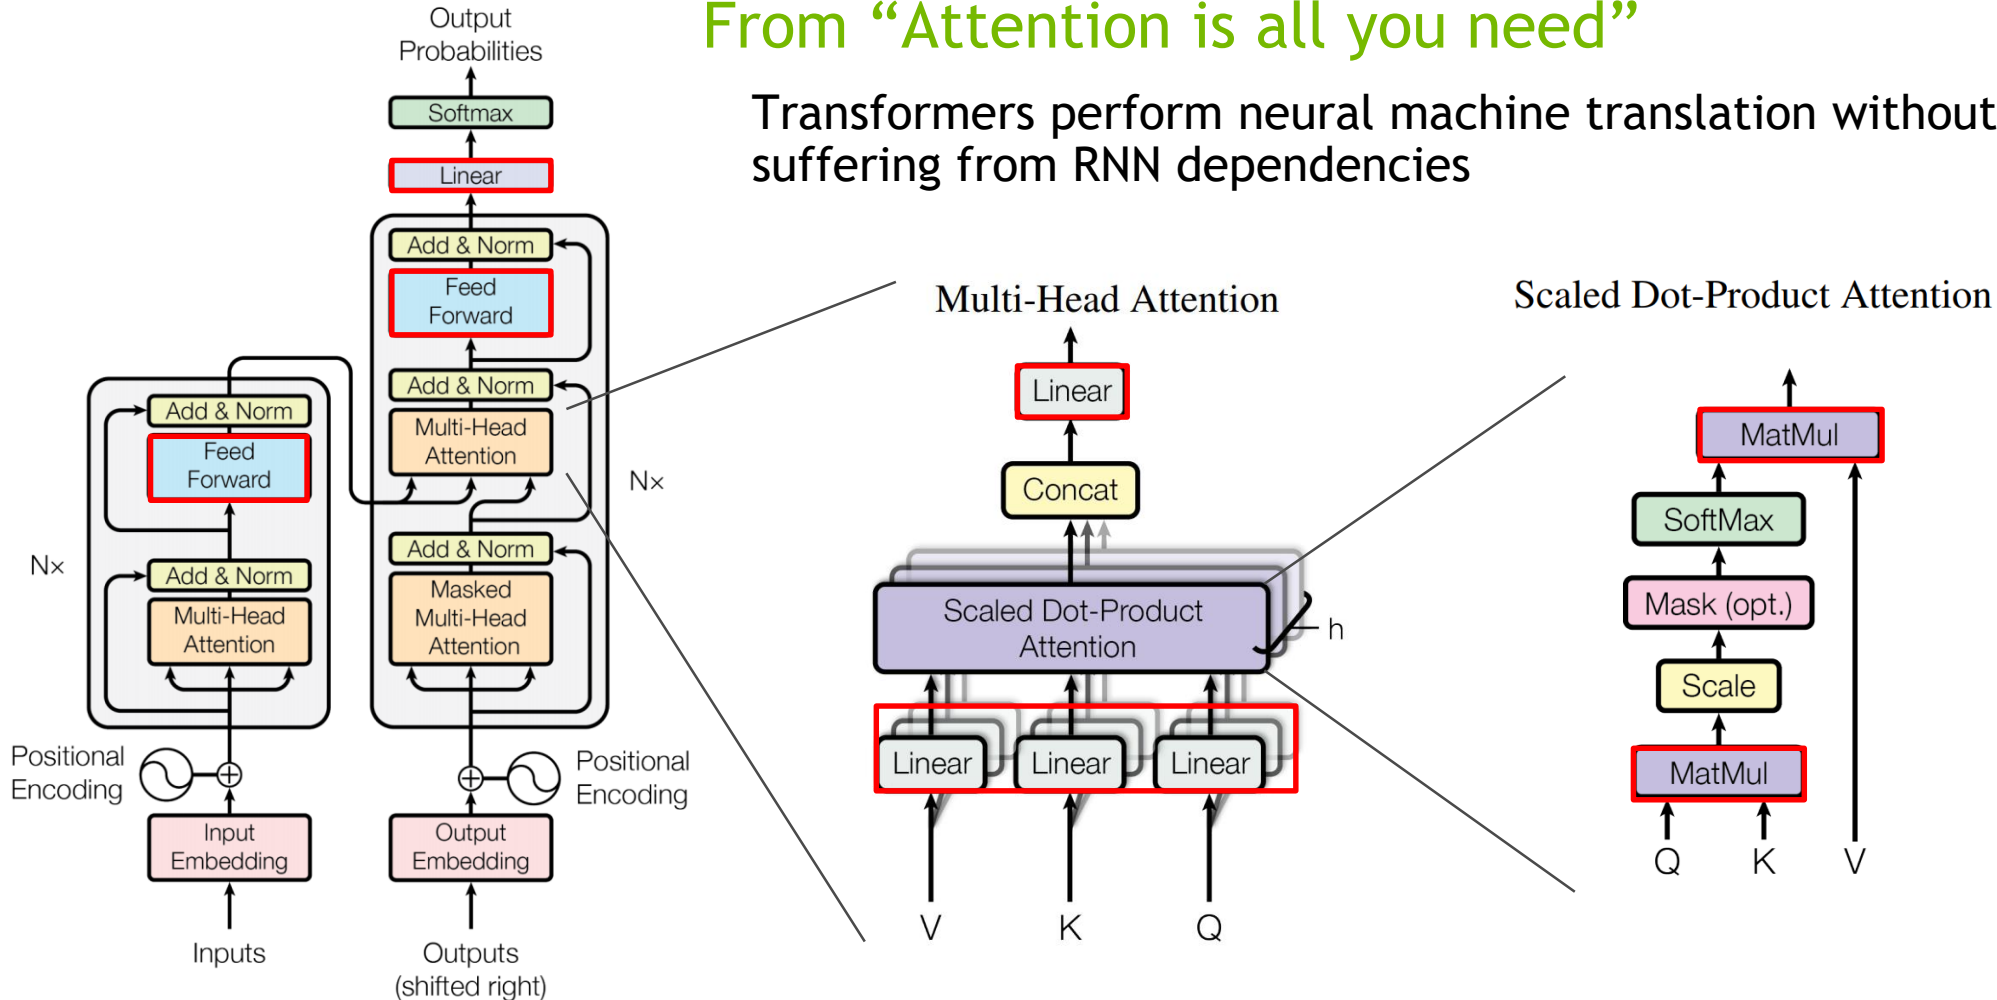 From “Attention is all you need”
Transformers perform neural machine translation without
suffering from RNN dependencies
Output
Probabilities
Softmax
Linear
Add & Norm
Feed
Forward
Add & Norm
Multi-Head
Attention
Nx
Add & Norm
Masked
Multi-Head
Attention
Positional
Encoding
Output
Embedding
Outputs
(shifted right)
Add & Norm
Feed
Forward
Nx
Add & Norm
Multi-Head
Attention
Positional
Encoding
Input
Embedding
Inputs
Multi-Head Attention
Linear
Concat
Scaled Dot-Product
Attention
h
Linear Linear Linear
V K Q
Scaled Dot-Product Attention
MatMul
SoftMax
Mask (opt.)
Scale
MatMul
Q K V